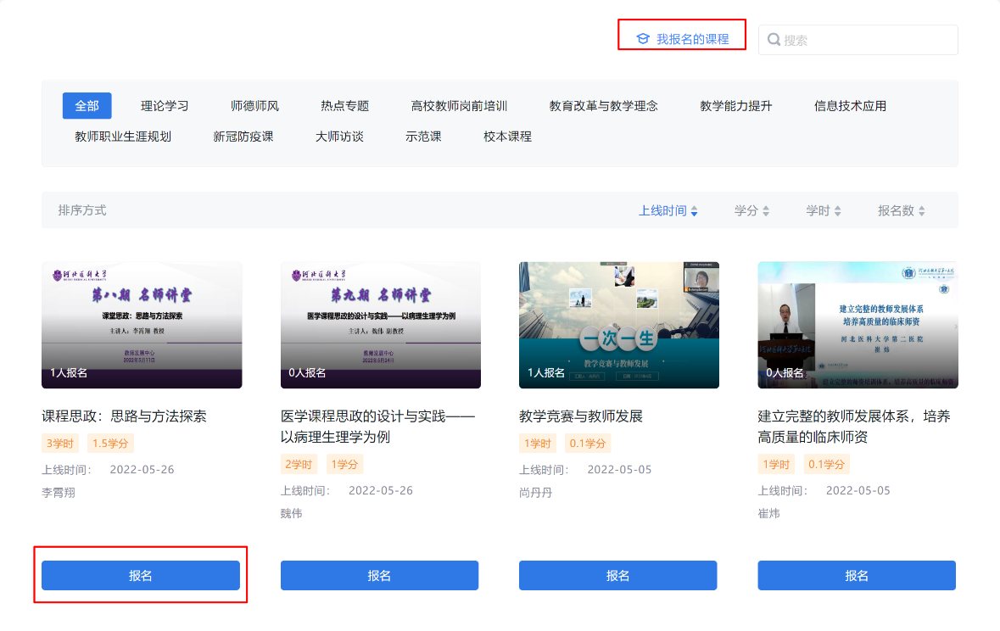 我报名的课程
搜索
全部 理论学习 师德师风 热点专题 高校教师岗前培训 教育改革与教学理念 教学能力提升 信息技术应用
教师职业生涯规划 新冠防疫课 大师访谈 示范课 校本课程
排序方式 上线时间 学分 学时 报名数
河北医科大学
第八期 名师讲堂
课堂思政：思路与方法探索
主讲人：李霄翔 教授
教师发展中心
2022年5月11日
1人报名
河北医科大学
第九期 名师讲堂
医学课程思政的设计与实践——以病理生理学为例
主讲人：魏伟 副教授
教师发展中心
2022年5月24日
0人报名
一次一生
教学竞赛与教师发展
1人报名
建立完整的教师发展体系
培养高质量的临床师资
河北医科大学第二医院
崔炜
0人报名
课程思政：思路与方法探索
3学时 1.5学分
上线时间： 2022-05-26
李霄翔
报名
医学课程思政的设计与实践——
以病理生理学为例
2学时 1学分
上线时间： 2022-05-26
魏伟
报名
教学竞赛与教师发展
1学时 0.1学分
上线时间： 2022-05-05
尚丹丹
报名
建立完整的教师发展体系，培养
高质量的临床师资
1学时 0.1学分
上线时间： 2022-05-05
崔炜
报名